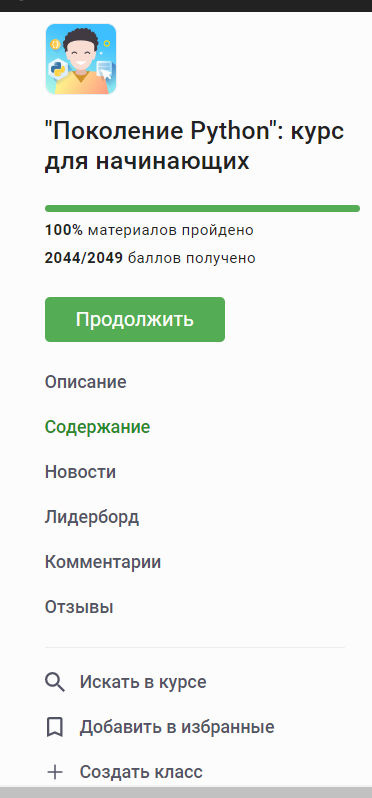 "Поколение Python": курс
для начинающих
100% материалов пройдено
2044/2049 баллов получено
Продолжить
Описание
Содержание
Новости
Лидерборд
Комментарии
Отзывы
Искать в курсе
Добавить в избранные
Создать класс